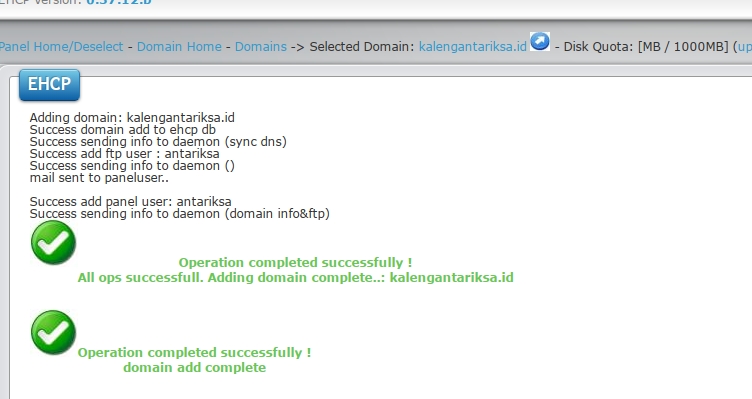 EHCP version: 0.37.12.b
Panel Home/Deselect - Domain Home - Domains -> Selected Domain: kalengantariksa.id - Disk Quota: [MB / 1000MB] (up
EHCP
Adding domain: kalengantariksa.id
Success domain add to ehcp db
Success sending info to daemon (sync dns)
Success add ftp user : antariksa
Success sending info to daemon ()
mail sent to paneluser..
Success add panel user: antariksa
Success sending info to daemon (domain info&ftp)
Operation completed successfully !
All ops successfull. Adding domain complete..: kalengantariksa.id
Operation completed successfully !
domain add complete